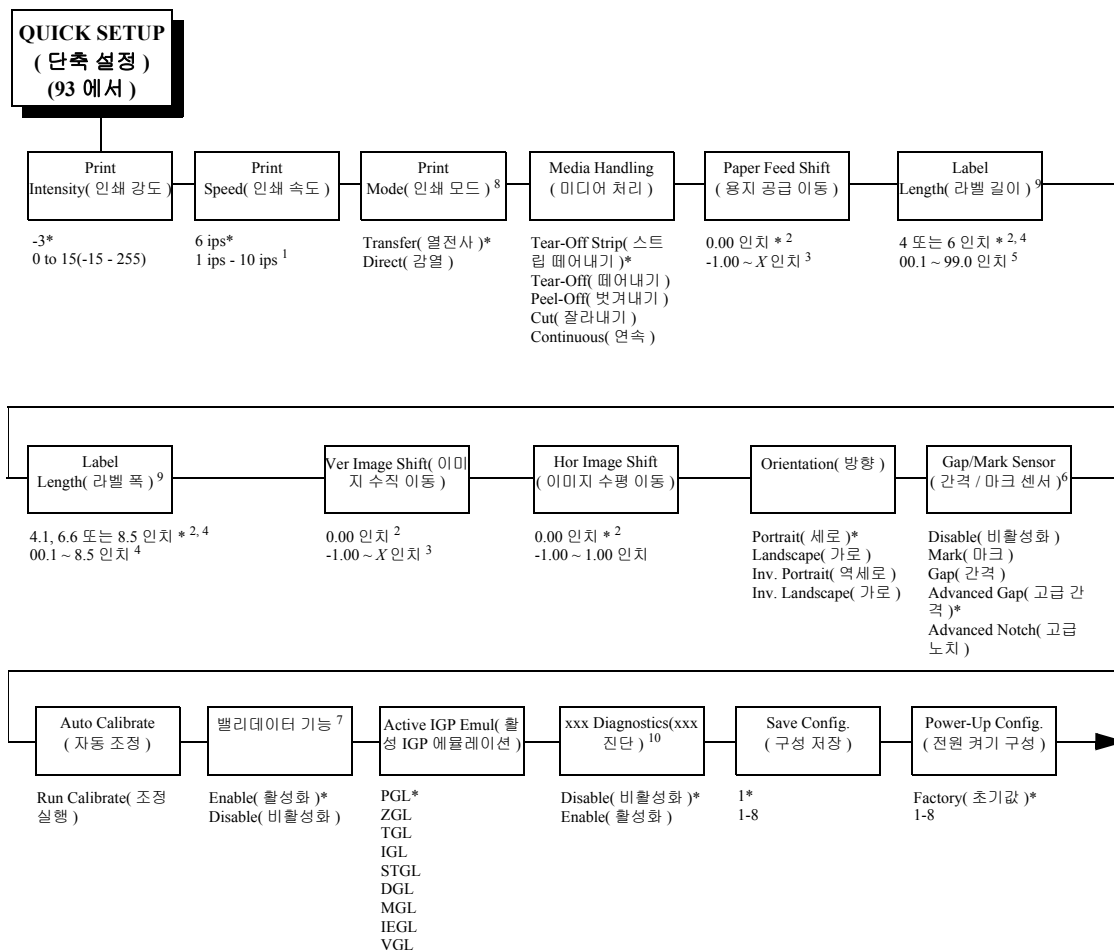 QUICK SETUP
( 단축 설정 )
(93 에서 )
Print
Intensity( 인쇄 강도 )
-3*
0 to 15(-15 - 255)
Print
Speed( 인쇄 속도 )
6 ips*
1 ips - 10 ips 1
Print
Mode( 인쇄 모드 ) 8
Transfer( 열전사 )*
Direct( 감열 )
Media Handling
( 미디어 처리 )
Tear-Off Strip( 스트
립 떼어내기 )*
Tear-Off( 떼어내기 )
Peel-Off( 벗겨내기 )
Cut( 잘라내기 )
Continuous( 연속 )
Paper Feed Shift
( 용지 공급 이동 )
0.00 인치 * 2
-1.00 ~ X 인치 3
Label
Length( 라벨 길이 ) 9
4 또는 6 인치 * 2, 4
00.1 ~ 99.0 인치 5
Label
Length( 라벨 폭 ) 9
4.1, 6.6 또는 8.5 인치 * 2, 4
00.1 ~ 8.5 인치 4
Ver Image Shift( 이미
지 수직 이동 )
0.00 인치 2
-1.00 ~ X 인치 3
Hor Image Shift
( 이미지 수평 이동 )
0.00 인치 * 2
-1.00 ~ 1.00 인치
Orientation( 방향 )
Portrait( 세로 )*
Landscape( 가로 )
Inv. Portrait( 역세로 )
Inv. Landscape( 가로 )
Gap/Mark Sensor
( 간격 / 마크 센서 )6
Disable( 비활성화 )
Mark( 마크 )
Gap( 간격 )
Advanced Gap( 고급 간
격 )*
Advanced Notch( 고급
노치 )
Auto Calibrate
( 자동 조정 )
Run Calibrate( 조정
실행 )
밸리데이터 기능 7
Enable( 활성화 )*
Disable( 비활성화 )
Active IGP Emul( 활
성 IGP 에뮬레이션 )
PGL*
ZGL
TGL
IGL
STGL
DGL
MGL
IEGL
VGL
xxx Diagnostics(xxx
진단 ) 10
Disable( 비활성화 )*
Enable( 활성화 )
Save Config.
( 구성 저장 )
1*
1-8
Power-Up Config.
( 전원 켜기 구성 )
Factory( 초기값 )*
1-8